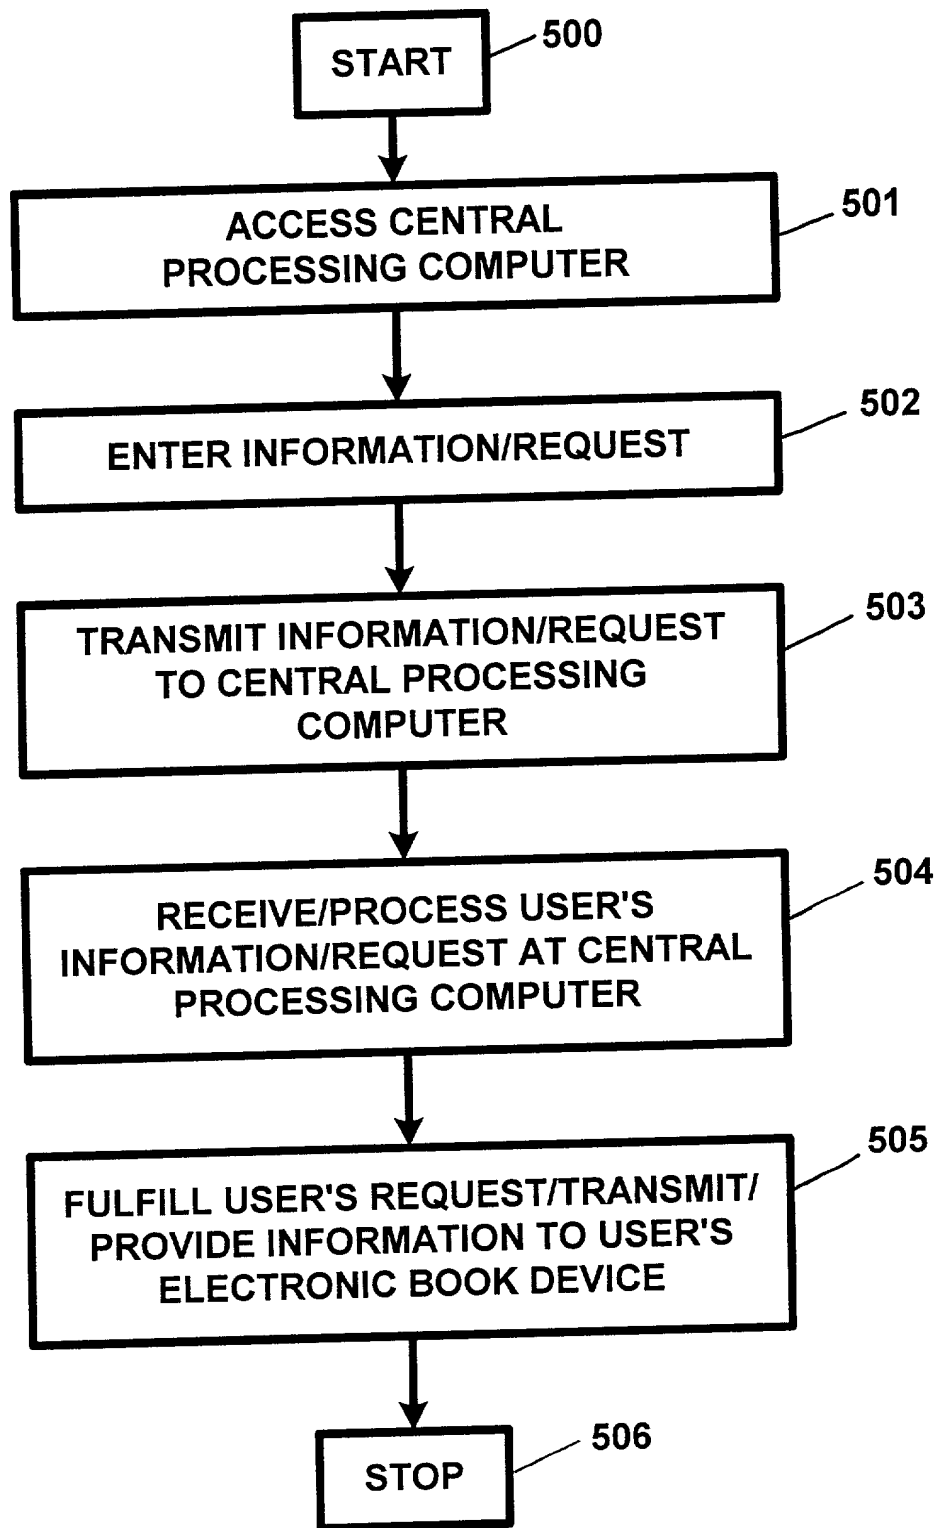 START
500
ACCESS CENTRAL
PROCESSING COMPUTER
501
ENTER INFORMATION/REQUEST
502
TRANSMIT INFORMATION/REQUEST
TO CENTRAL PROCESSING
COMPUTER
503
RECEIVE/PROCESS USER'S
INFORMATION/REQUEST AT CENTRAL
PROCESSING COMPUTER
504
FULFILL USER'S REQUEST/TRANSMIT/
PROVIDE INFORMATION TO USER'S
ELECTRONIC BOOK DEVICE
505
STOP
506